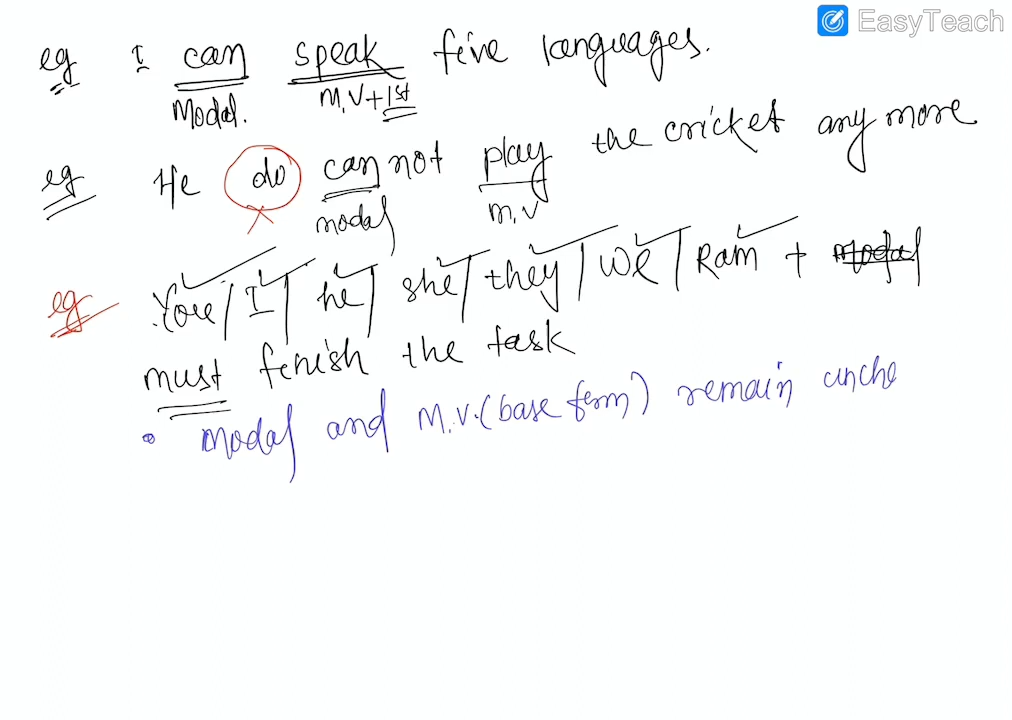 EasyTeach
eg I can speak five languages.
Modal. M.V+1st
eg He do can not play the cricket any more
modal m.v
eg You/I/he/she/they/we/Ram + modal
must fenish the task
• Modal and M.V.(base form) remain unche